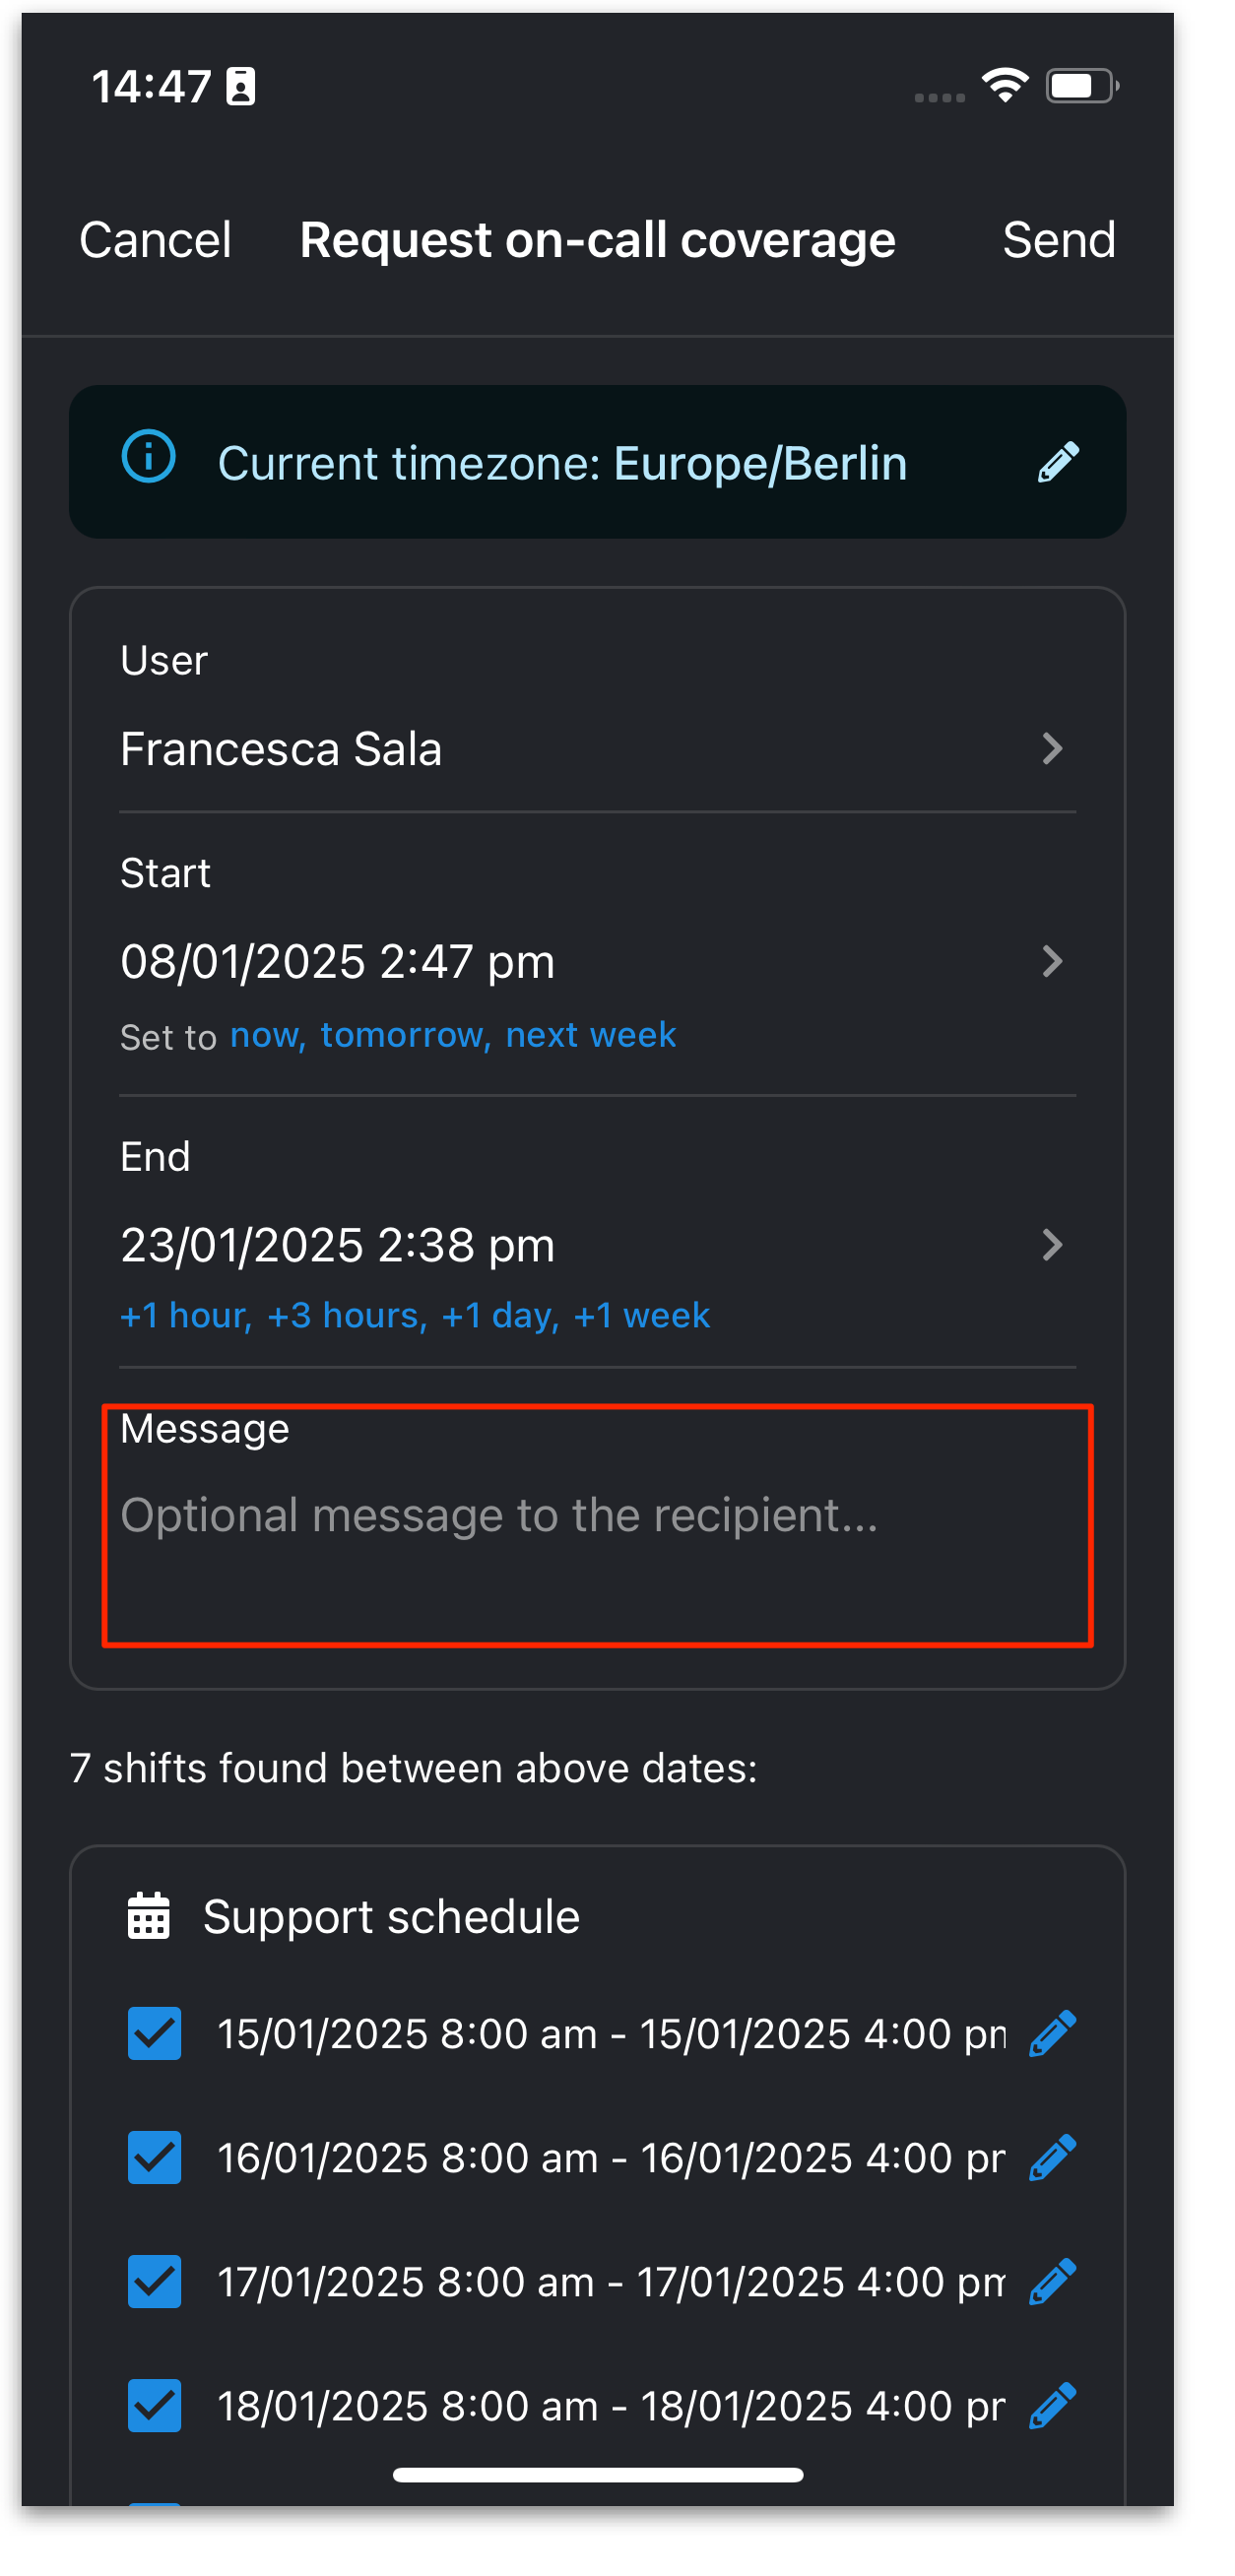 14:47
Cancel Request on-call coverage Send
Current timezone: Europe/Berlin
User
Francesca Sala
Start
08/01/2025 2:47 pm
Set to now, tomorrow, next week
End
23/01/2025 2:38 pm
+1 hour, +3 hours, +1 day, +1 week
Message
Optional message to the recipient...
7 shifts found between above dates:
Support schedule
15/01/2025 8:00 am - 15/01/2025 4:00
16/01/2025 8:00 am - 16/01/2025 4:00
17/01/2025 8:00 am - 17/01/2025 4:00 pm
18/01/2025 8:00 am - 18/01/2025 4:00